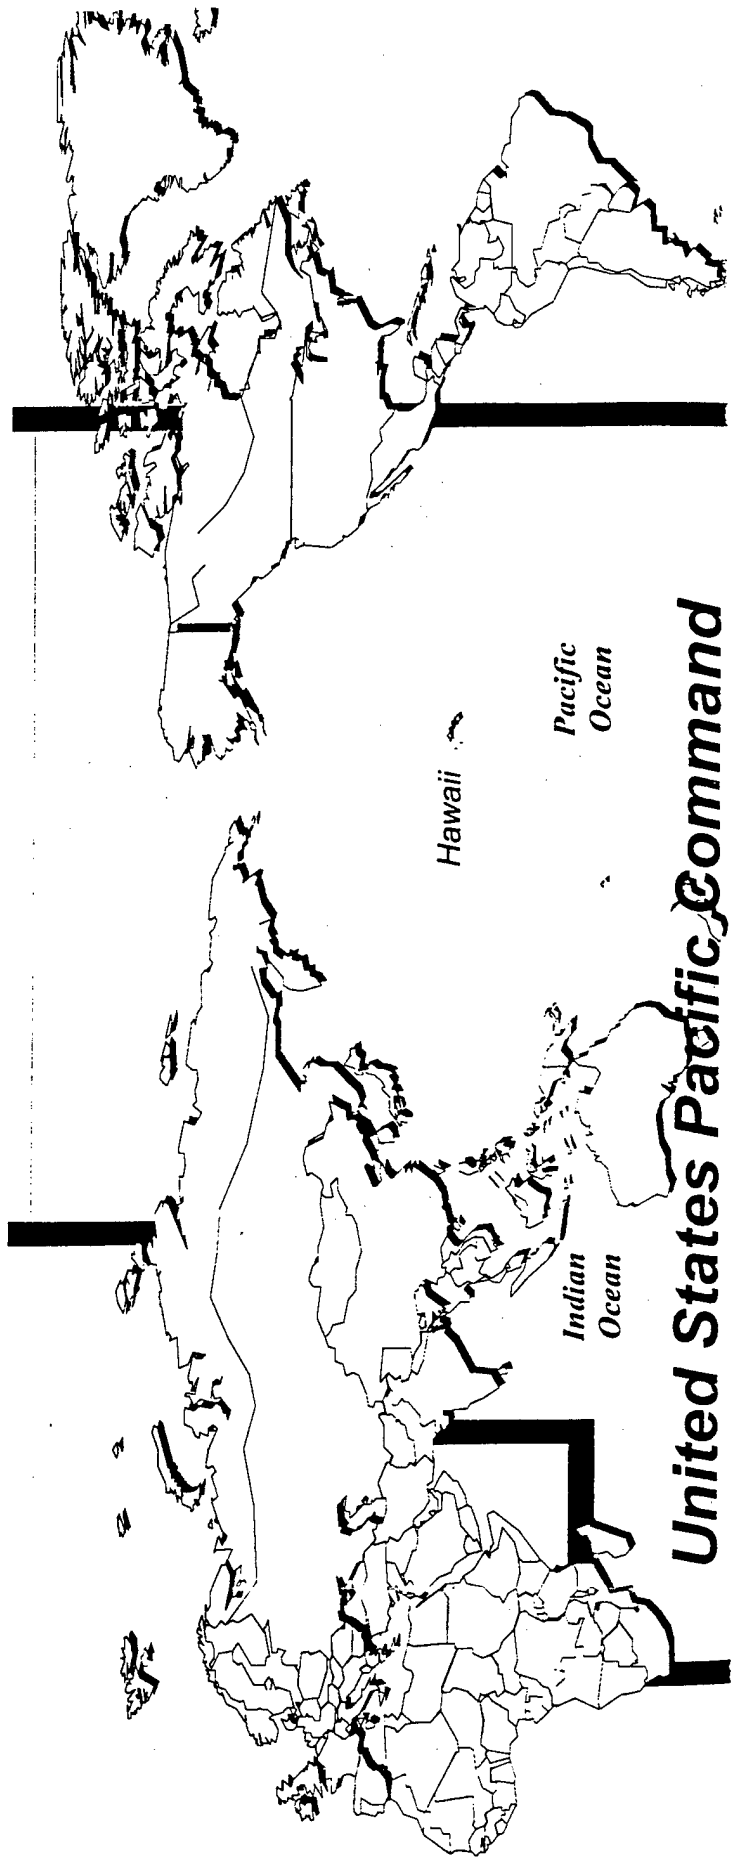 Hawaii
Pacific
Ocean
Indian
Ocean
United States Pacific Command